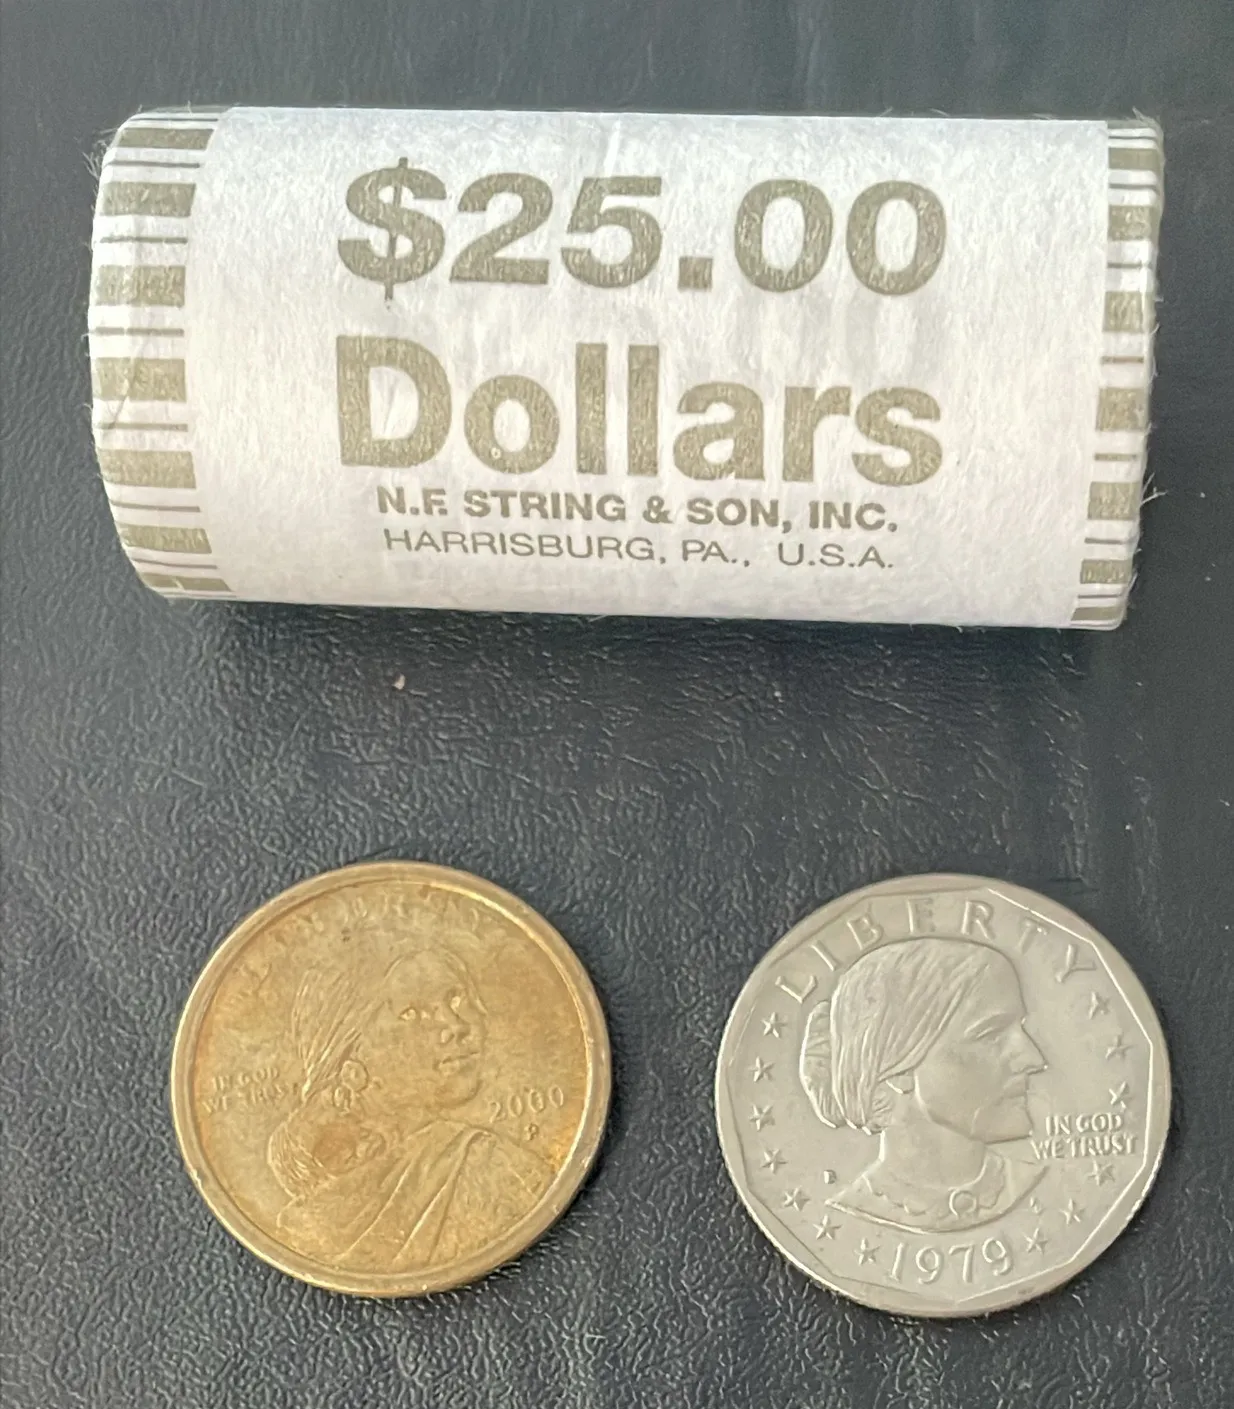 $25.00
Dollars
N.F. STRING & SON, INC.
HARRISBURG, PA., U.S.A.
LIBERTY
IN GOD
WE TRUST
2000
P
LIBERTY
IN GOD
WE TRUST
D
1979